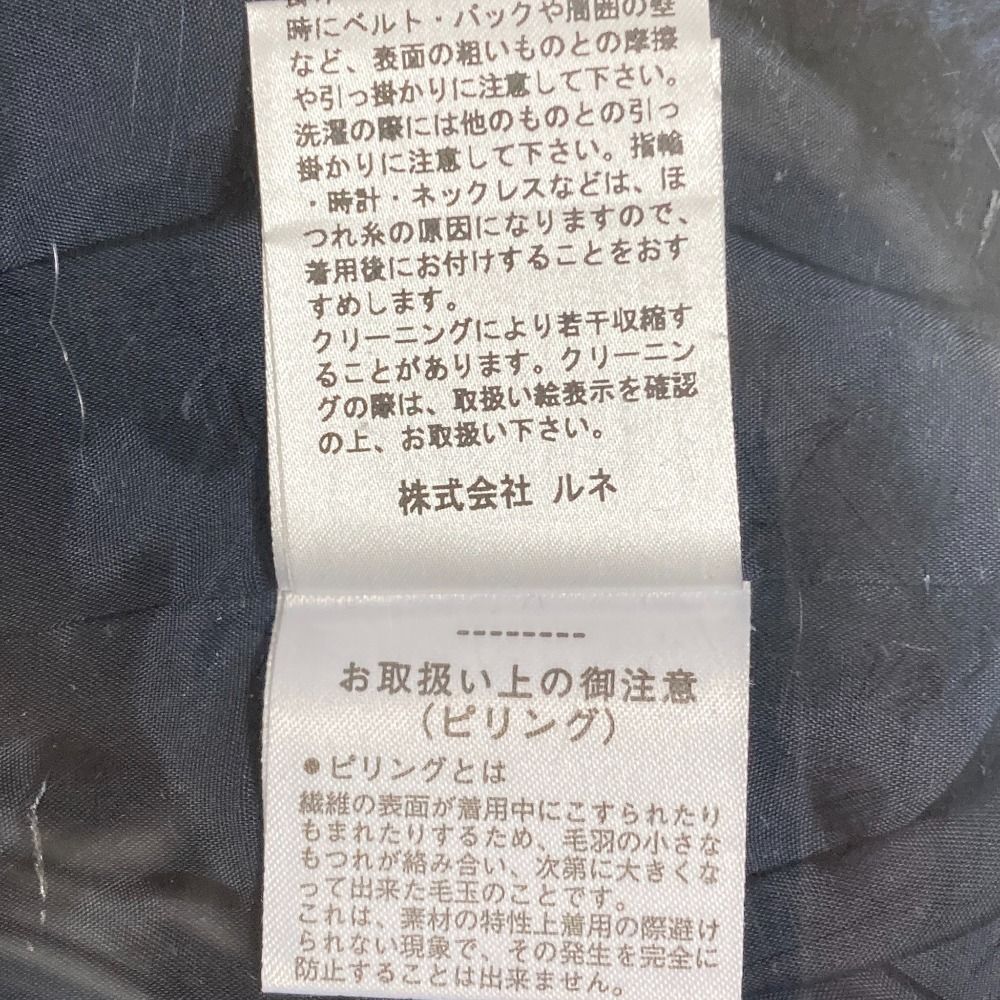 時にベルト・バックや周囲の壁
など、表面の粗いものとの摩擦
や引っ掛かりに注意して下さい。
洗濯の際には他のものとの引っ
掛かりに注意して下さい。指輪
・時計・ネックレスなどは、ほ
つれ糸の原因になりますので、
着用後にお付けすることをおす
すめします。
クリーニングにより若干収縮す
ることがあります。クリーニン
グの際は、取扱い絵表示を確認
の上、お取扱い下さい。
株式会社 ルネ
--------
お取扱い上の御注意
(ピリング)
●ピリングとは
繊維の表面が着用中にこすられたり
もまれたりするため、毛羽の小さな
もつれが絡み合い、次第に大きくな
って出来た毛玉のことです。
これは、素材の特性上着用の際避け
られない現象で、その発生を完全に
防止することは出来ません。